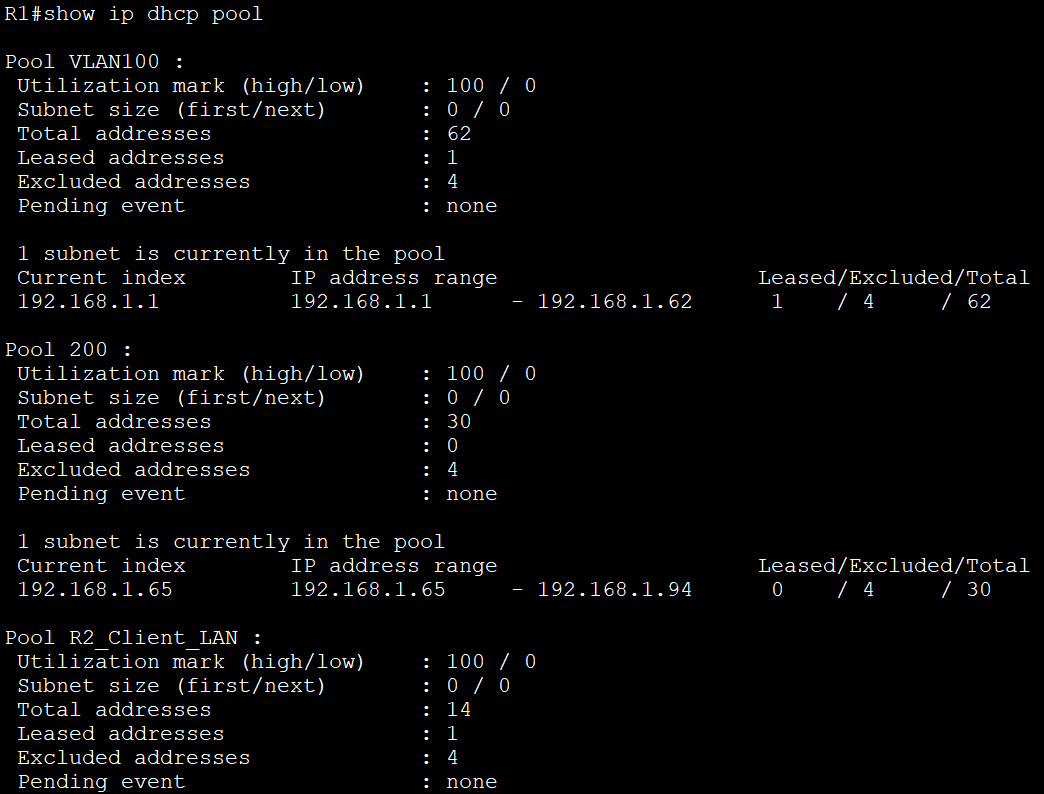 R1#show ip dhcp pool
Pool VLAN100 :
Utilization mark (high/low) : 100 / 0
Subnet size (first/next) : 0 / 0
Total addresses : 62
Leased addresses : 1
Excluded addresses : 4
Pending event : none
1 subnet is currently in the pool
Current index IP address range Leased/Excluded/Total
192.168.1.1 192.168.1.1 - 192.168.1.62 1 / 4 / 62
Pool 200 :
Utilization mark (high/low) : 100 / 0
Subnet size (first/next) : 0 / 0
Total addresses : 30
Leased addresses : 0
Excluded addresses : 4
Pending event : none
1 subnet is currently in the pool
Current index IP address range Leased/Excluded/Total
192.168.1.65 192.168.1.65 - 192.168.1.94 0 / 4 / 30
Pool R2_Client_LAN :
Utilization mark (high/low) : 100 / 0
Subnet size (first/next) : 0 / 0
Total addresses : 14
Leased addresses : 1
Excluded addresses : 4
Pending event : none